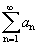 ∞
∑ aₙ
n=1